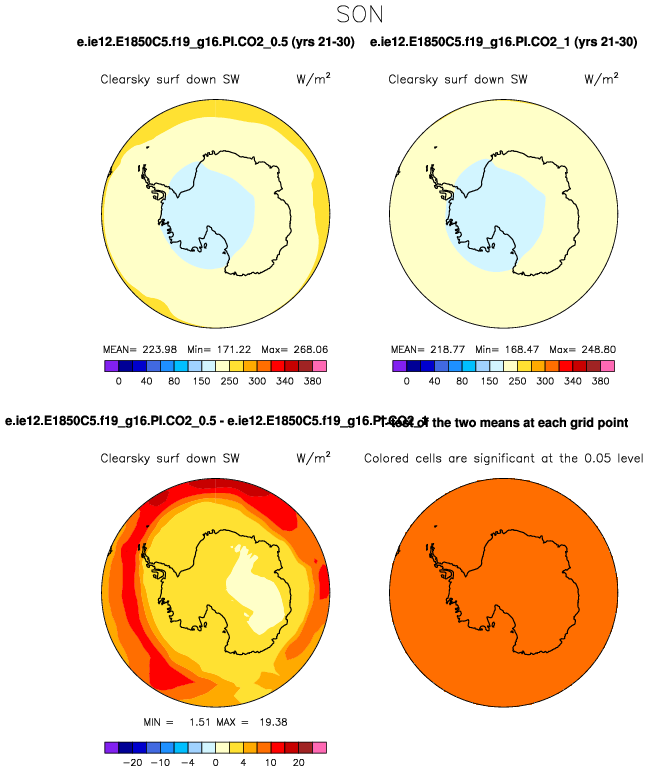 SON
e.ie12.E1850C5.f19_g16.PI.CO2_0.5 (yrs 21-30)
e.ie12.E1850C5.f19_g16.PI.CO2_1 (yrs 21-30)
Clearsky surf down SW W/m²
Clearsky surf down SW W/m²
MEAN= 223.98 Min= 171.22 Max= 268.06
MEAN= 218.77 Min= 168.47 Max= 248.80
0 40 80 150 250 300 340 380
0 40 80 150 250 300 340 380
e.ie12.E1850C5.f19_g16.PI.CO2_0.5 - e.ie12.E1850C5.f19_g16.PI.CO2_1
T-test of the two means at each grid point
Clearsky surf down SW W/m²
Colored cells are significant at the 0.05 level
MIN = 1.51 MAX = 19.38
-20 -10 -4 0 4 10 20